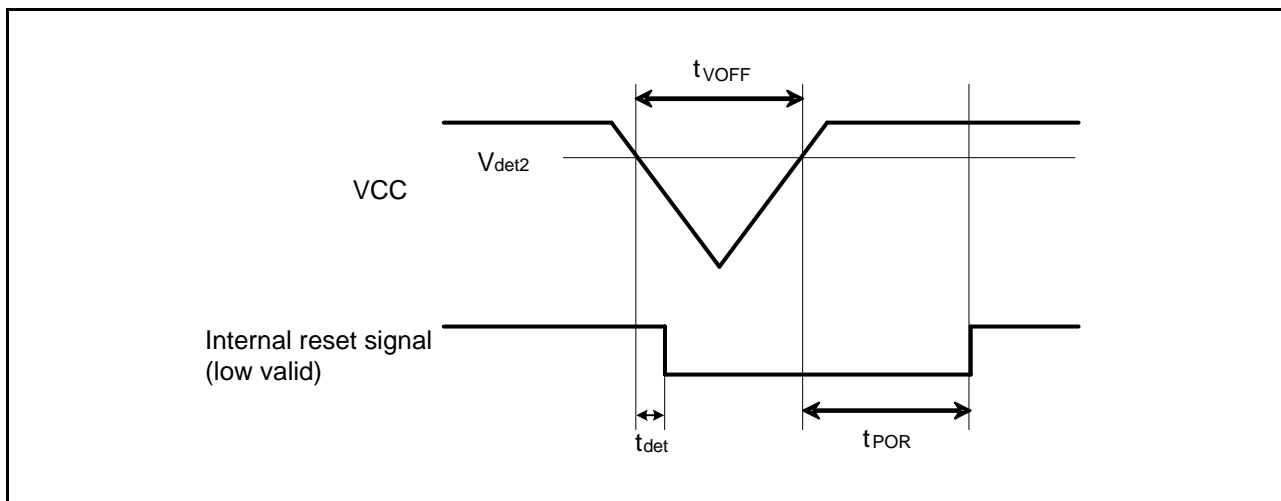 tVOFF
Vdet2
VCC
Internal reset signal
(low valid)
tdet
tPOR